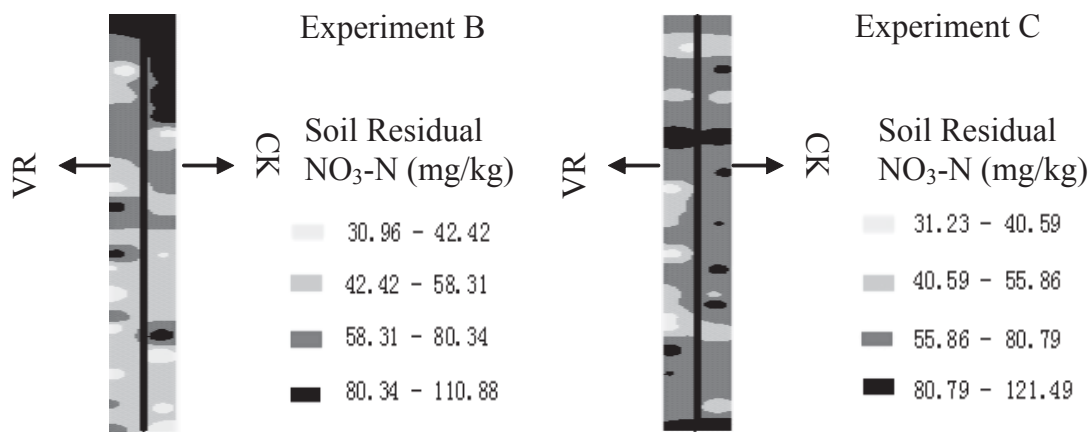 Experiment B
VR
CK
Soil Residual
NO₃-N (mg/kg)
30.96 - 42.42
42.42 - 58.31
58.31 - 80.34
80.34 - 110.88
Experiment C
VR
CK
Soil Residual
NO₃-N (mg/kg)
31.23 - 40.59
40.59 - 55.86
55.86 - 80.79
80.79 - 121.49